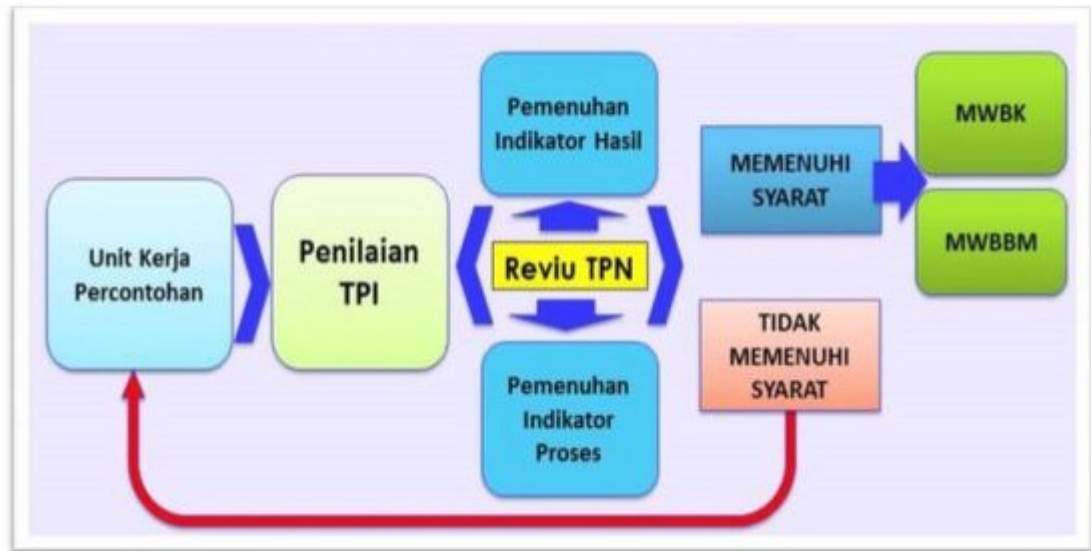 Unit Kerja
Percontohan
Penilaian
TPI
Pemenuhan
Indikator Hasil
Reviu TPN
Pemenuhan
Indikator
Proses
MEMENUHI
SYARAT
TIDAK
MEMENUHI
SYARAT
MWBK
MWBBM